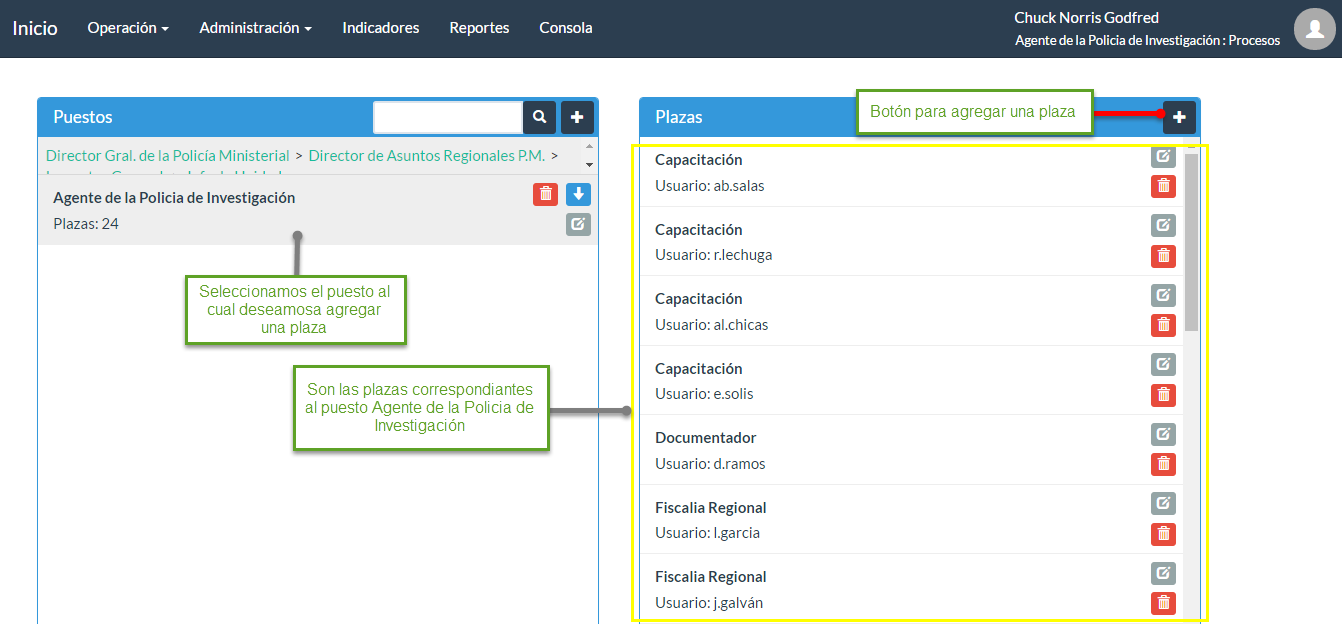 Inicio Operación Administración Indicadores Reportes Consola
Chuck Norris Godfred
Agente de la Policia de Investigación : Procesos
Puestos
Director Gral. de la Policía Ministerial > Director de Asuntos Regionales P.M. >
Agente de la Policia de Investigación
Plazas: 24
Seleccionamos el puesto al
cual deseamosa agregar
una plaza
Son las plazas correspondiantes
al puesto Agente de la Policia de
Investigación
Plazas
Botón para agregar una plaza
Capacitación
Usuario: ab.salas
Capacitación
Usuario: r.lechuga
Capacitación
Usuario: al.chicas
Capacitación
Usuario: e.solis
Documentador
Usuario: d.ramos
Fiscalia Regional
Usuario: l.garcia
Fiscalia Regional
Usuario: j.galván